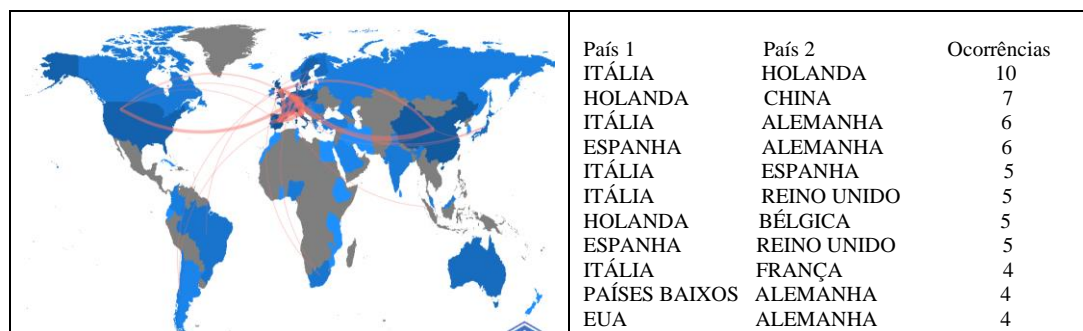 País 1 País 2 Ocorrências
ITÁLIA HOLANDA 10
HOLANDA CHINA 7
ITÁLIA ALEMANHA 6
ESPANHA ALEMANHA 6
ITÁLIA ESPANHA 5
ITÁLIA REINO UNIDO 5
HOLANDA BÉLGICA 5
ESPANHA REINO UNIDO 5
ITÁLIA FRANÇA 4
PAÍSES BAIXOS ALEMANHA 4
EUA ALEMANHA 4